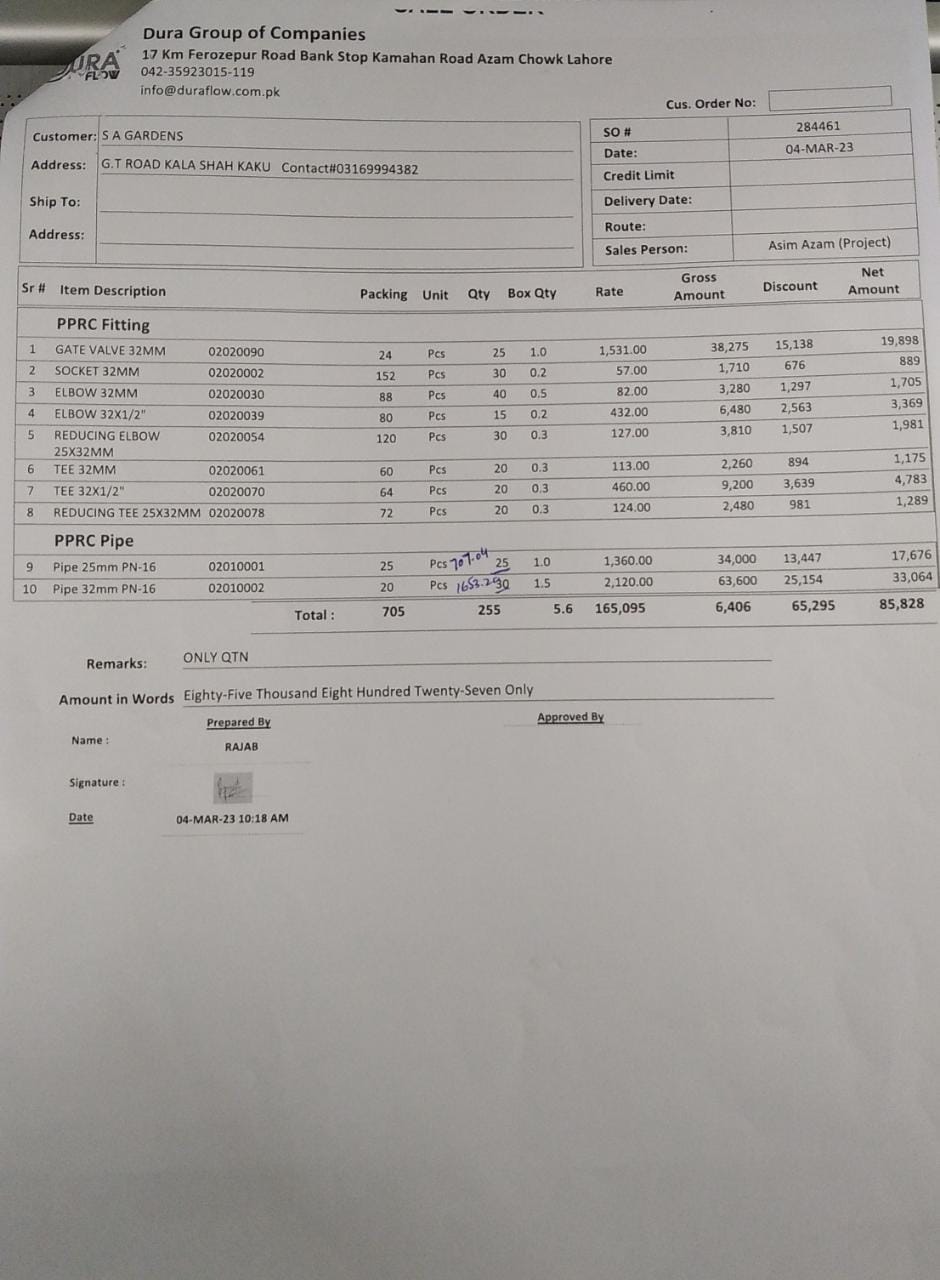 Dura Group of Companies
17 Km Ferozepur Road Bank Stop Kamahan Road Azam Chowk Lahore
DURA FLOW
042-35923015-119
info@duraflow.com.pk
Cus. Order No:
Customer: S A GARDENS
Address: G.T ROAD KALA SHAH KAKU Contact#03169994382
Ship To:
Address:
SO # 284461
Date: 04-MAR-23
Credit Limit
Delivery Date:
Route:
Sales Person: Asim Azam (Project)
Sr # Item Description Packing Unit Qty Box Qty Rate Gross Amount Discount Net Amount
PPRC Fitting
1 GATE VALVE 32MM 02020090 24 Pcs 25 1.0 1,531.00 38,275 15,138 19,898
2 SOCKET 32MM 02020002 152 Pcs 30 0.2 57.00 1,710 676 889
3 ELBOW 32MM 02020030 88 Pcs 40 0.5 82.00 3,280 1,297 1,705
4 ELBOW 32X1/2" 02020039 80 Pcs 15 0.2 432.00 6,480 2,563 3,369
5 REDUCING ELBOW 02020054 120 Pcs 30 0.3 127.00 3,810 1,507 1,981
25X32MM
6 TEE 32MM 02020061 60 Pcs 20 0.3 113.00 2,260 894 1,175
7 TEE 32X1/2" 02020070 64 Pcs 20 0.3 460.00 9,200 3,639 4,783
8 REDUCING TEE 25X32MM 02020078 72 Pcs 20 0.3 124.00 2,480 981 1,289
PPRC Pipe
9 Pipe 25mm PN-16 02010001 25 Pcs 707.04 25 1.0 1,360.00 34,000 13,447 17,676
10 Pipe 32mm PN-16 02010002 20 Pcs 1653.29 30 1.5 2,120.00 63,600 25,154 33,064
Total : 705 255 5.6 165,095 6,406 65,295 85,828
Remarks: ONLY QTN
Amount in Words Eighty-Five Thousand Eight Hundred Twenty-Seven Only
Prepared By Approved By
Name : RAJAB
Signature :
Date 04-MAR-23 10:18 AM